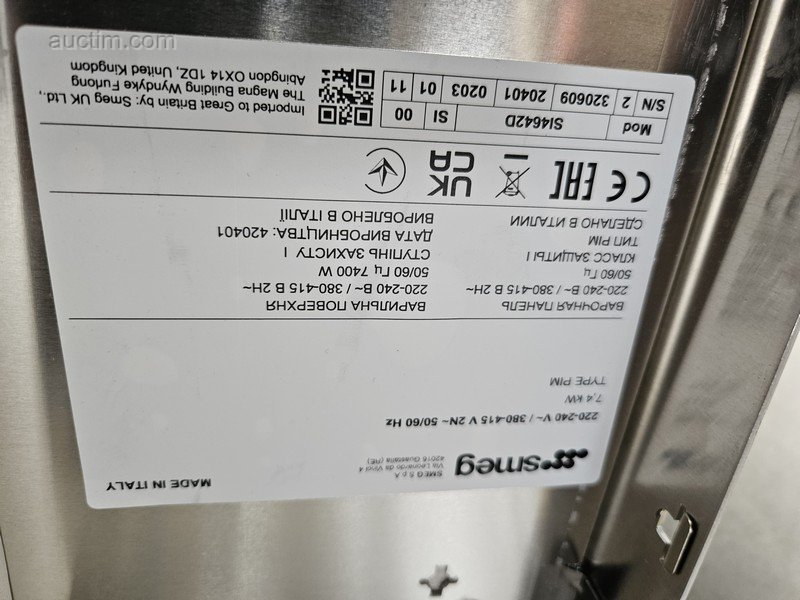 auctim.com
smeg
SMEG S.p.A.
Via Leonardo da Vinci 4
42016 Guastalla (RE)
MADE IN ITALY
220-240 V~ / 380-415 V 2N~ 50/60 Hz
7,4 kW
TYPE PIM
ВАРОЧНАЯ ПАНЕЛЬ
220-240 В~ / 380-415 В 2Н~
50/60 Гц
КЛАСС ЗАЩИТЫ I
ТИП PIM
СДЕЛАНО В ИТАЛИИ
ВАРИЛЬНА ПОВЕРХНЯ
220-240 В~ / 380-415 В 2Н~
50/60 Гц 7400 W
СТУПІНЬ ЗАХИСТУ I
ДАТА ВИРОБНИЦТВА: 420401
ВИРОБЛЕНО В ІТАЛІЇ
CE EAC UK CA
Mod SI4642D SI 00
S/N 2 320609 20401 0203 01 11
Imported to Great Britain by: Smeg UK Ltd.,
The Magna Building Wyndyke Furlong
Abingdon OX14 1DZ, United Kingdom